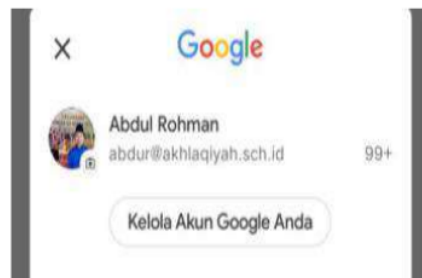 Google
Abdul Rohman
abdur@akhlaqiyah.sch.id 99+
Kelola Akun Google Anda